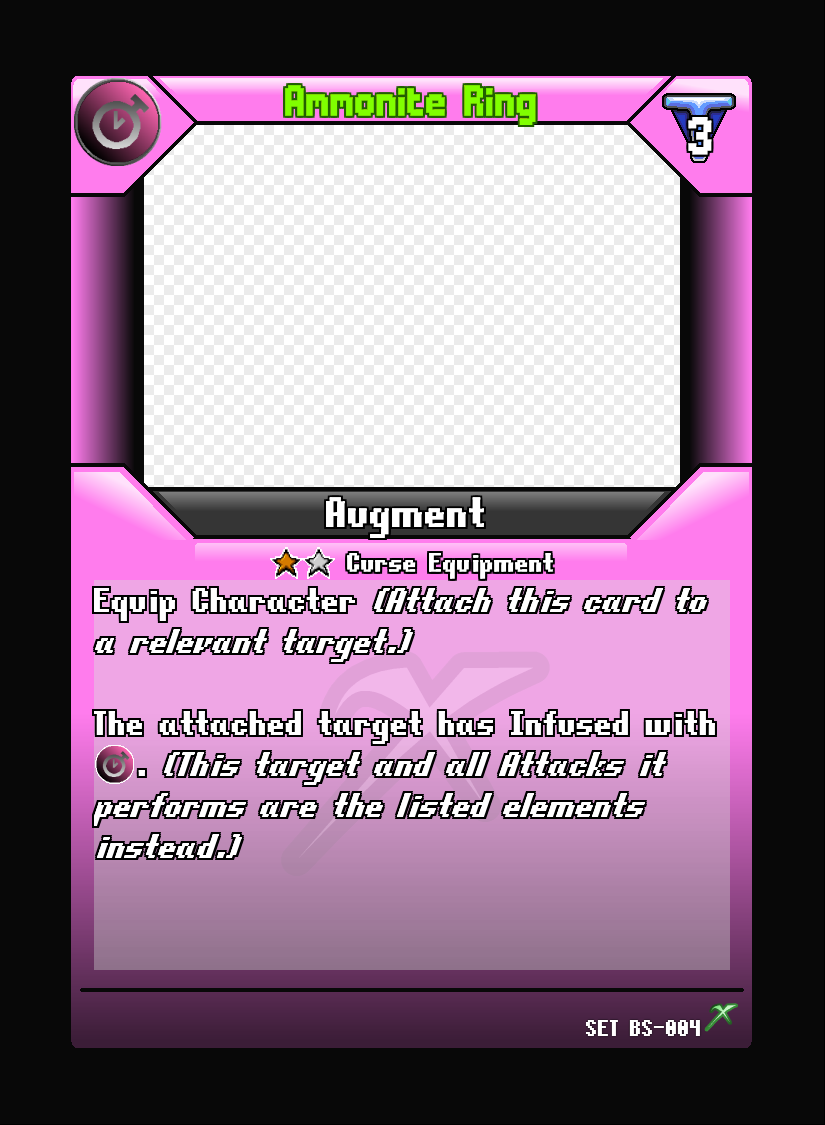 Ammonite Ring
3
Augment
Curse Equipment
Equip Character (Attach this card to
a relevant target.)
The attached target has Infused with
. (This target and all Attacks it
performs are the listed elements
instead.)
SET BS-004